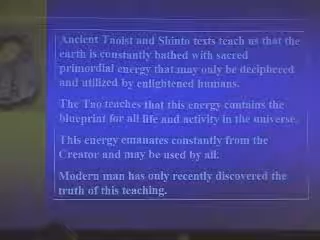 Ancient Taoist and Shinto texts teach us that the
earth is constantly bathed with sacred
primordial energy that may only be deciphered
and utilized by enlightened humans.
The Tao teaches that this energy contains the
blueprint for all life and activity in the universe.
This energy emanates constantly from the
Creator and may be used by all.
Modern man has only recently discovered the
truth of this teaching.